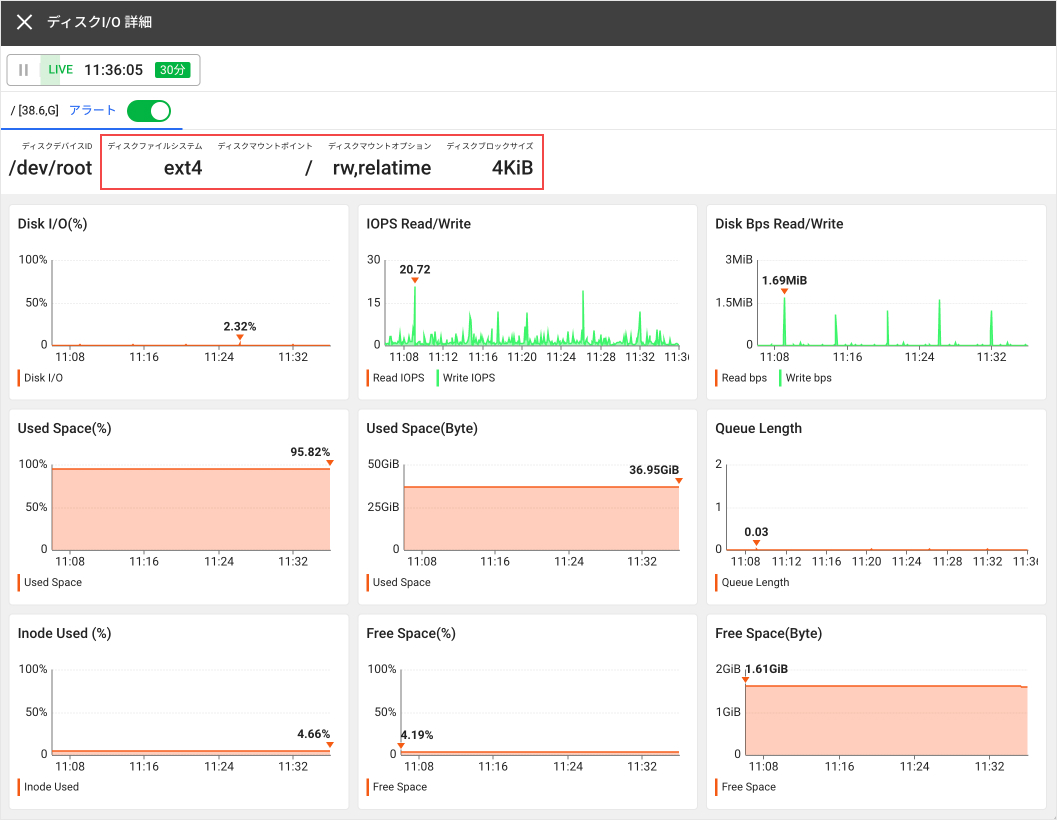 ディスクI/O 詳細
LIVE 11:36:05 30分
/ [38.6,G] アラート
ディスクデバイスID ディスクファイルシステム ディスクマウントポイント ディスクマウントオプション ディスクブロックサイズ
/dev/root ext4 / rw,relatime 4KiB
Disk I/O(%)
100%
50%
0
2.32%
11:08 11:16 11:24 11:32
Disk I/O
IOPS Read/Write
30
15
0
20.72
11:08 11:12 11:16 11:20 11:24 11:28 11:32 11:36
Read IOPS Write IOPS
Disk Bps Read/Write
3MiB
1.5MiB
0
1.69MiB
11:08 11:16 11:24 11:32
Read bps Write bps
Used Space(%)
95.82%
100%
50%
0
11:08 11:16 11:24 11:32
Used Space
Used Space(Byte)
50GiB
36.95GiB
25GiB
0
11:08 11:16 11:24 11:32
Used Space
Queue Length
2
1
0.03
0
11:08 11:12 11:16 11:20 11:24 11:28 11:32 11:36
Queue Length
Inode Used (%)
100%
50%
4.66%
0
11:08 11:16 11:24 11:32
Inode Used
Free Space(%)
100%
50%
4.19%
0
11:08 11:16 11:24 11:32
Free Space
Free Space(Byte)
2GiB 1.61GiB
1GiB
0
11:08 11:16 11:24 11:32
Free Space